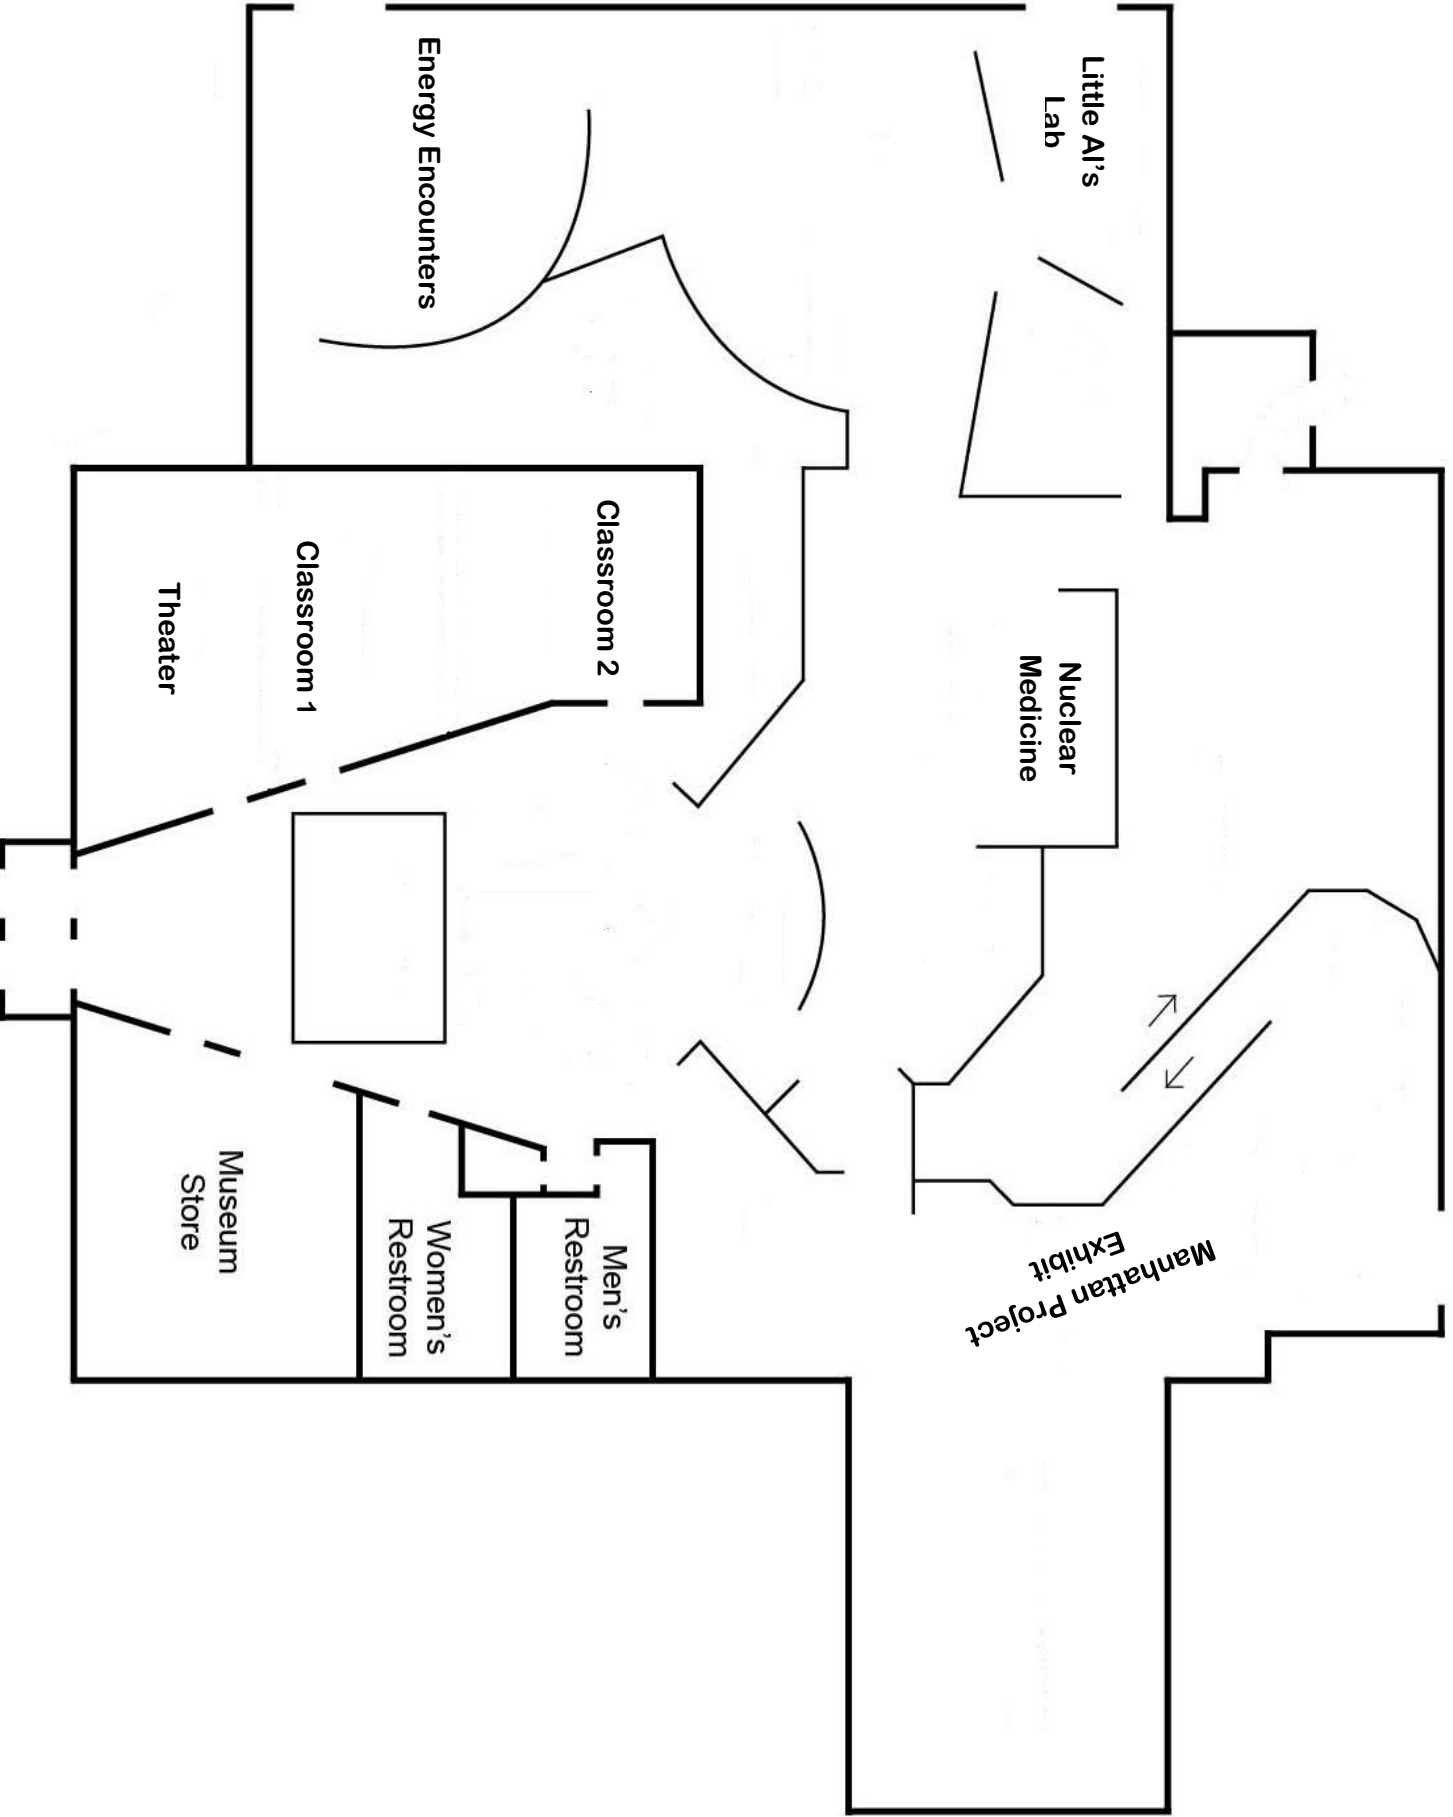 Energy Encounters
Little Al's
Lab
Classroom 2
Classroom 1
Theater
Nuclear
Medicine
Museum
Store
Women's
Restroom
Men's
Restroom
Manhattan Project
Exhibit